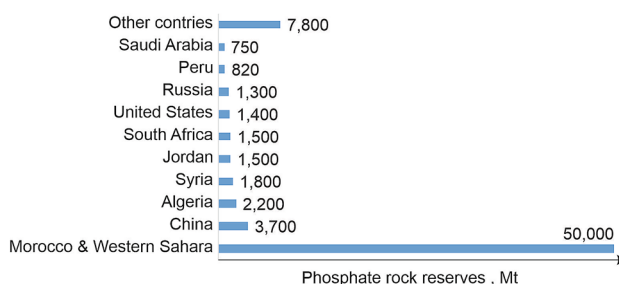 Other contries 7,800
Saudi Arabia 750
Peru 820
Russia 1,300
United States 1,400
South Africa 1,500
Jordan 1,500
Syria 1,800
Algeria 2,200
China 3,700
Morocco & Western Sahara 50,000
Phosphate rock reserves , Mt